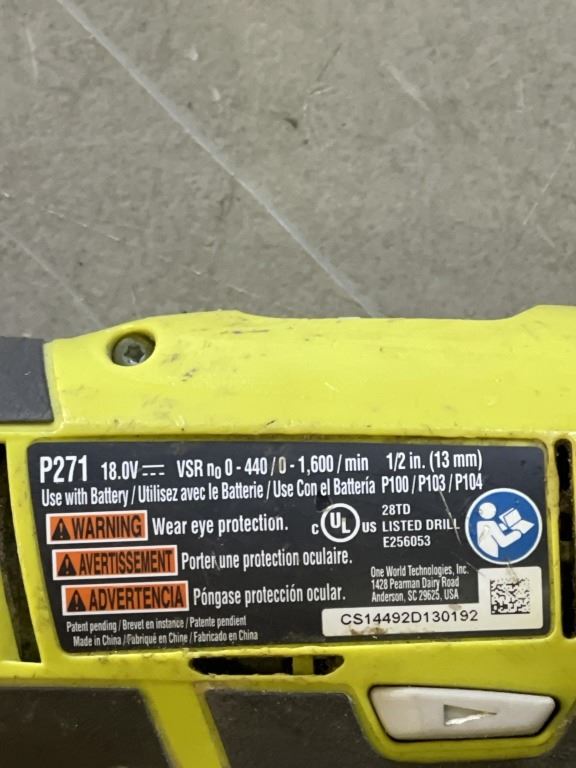 P271 18.0V⎓ VSR n₀ 0 - 440 / 0 - 1,600 / min 1/2 in. (13 mm)
Use with Battery / Utilisez avec le Batterie / Use Con el Batería P100 / P103 / P104
WARNING Wear eye protection.
AVERTISSEMENT Porter une protection oculaire.
ADVERTENCIA Póngase protección ocular.
C UL US
28TD
LISTED DRILL
E256053
One World Technologies, Inc.
1428 Pearman Dairy Road
Anderson, SC 29625, USA
Patent pending / Brevet en instance / Patente pendient
Made in China / Fabriqué en Chine / Fabricado en China
CS14492D130192